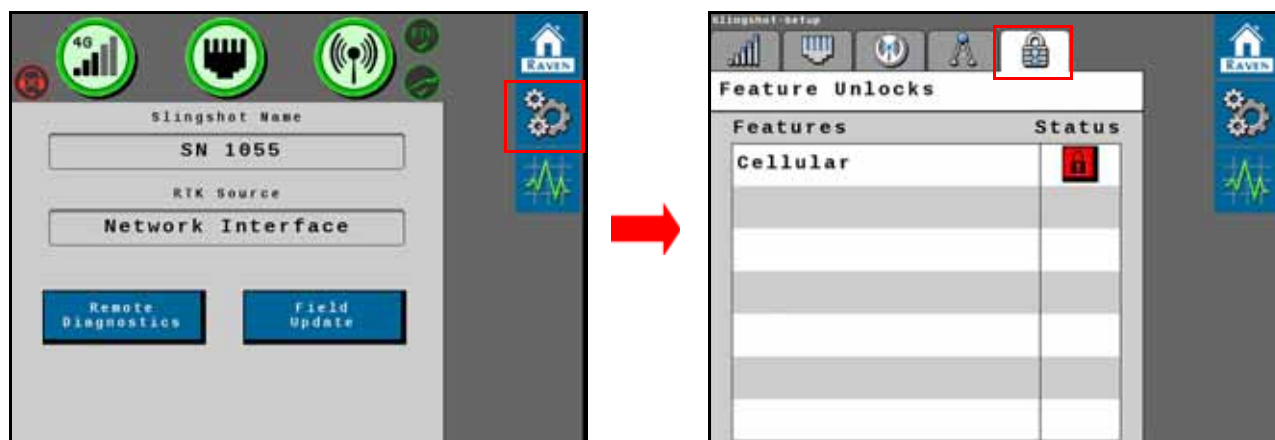 4G
RAVEN
Slingshot Name
SN 1055
RTK Source
Network Interface
Remote
Diagnostics
Field
Update
Slingshot-Setup
RAVEN
Feature Unlocks
Features Status
Cellular